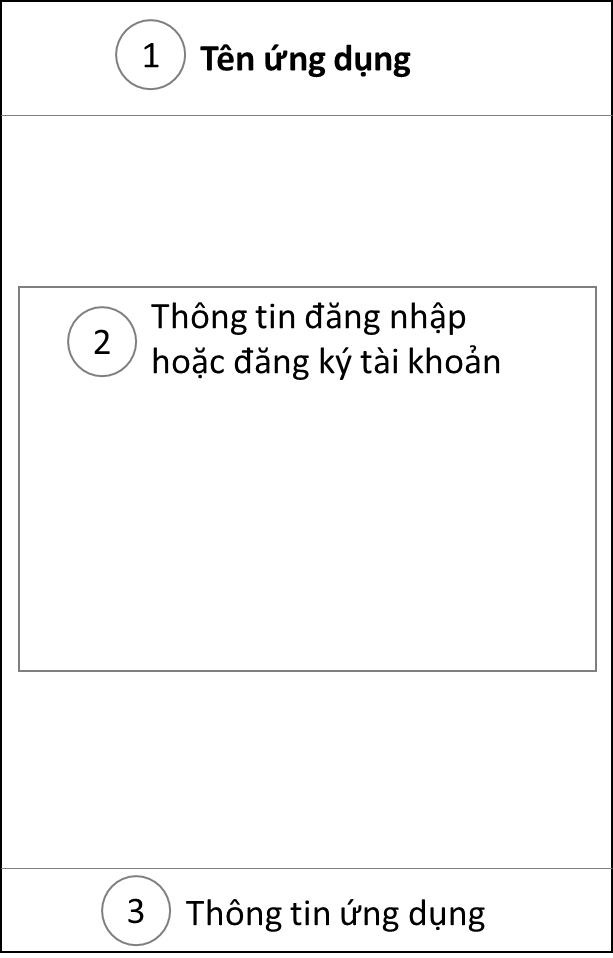 1 Tên ứng dụng
2 Thông tin đăng nhập
hoặc đăng ký tài khoản
3 Thông tin ứng dụng